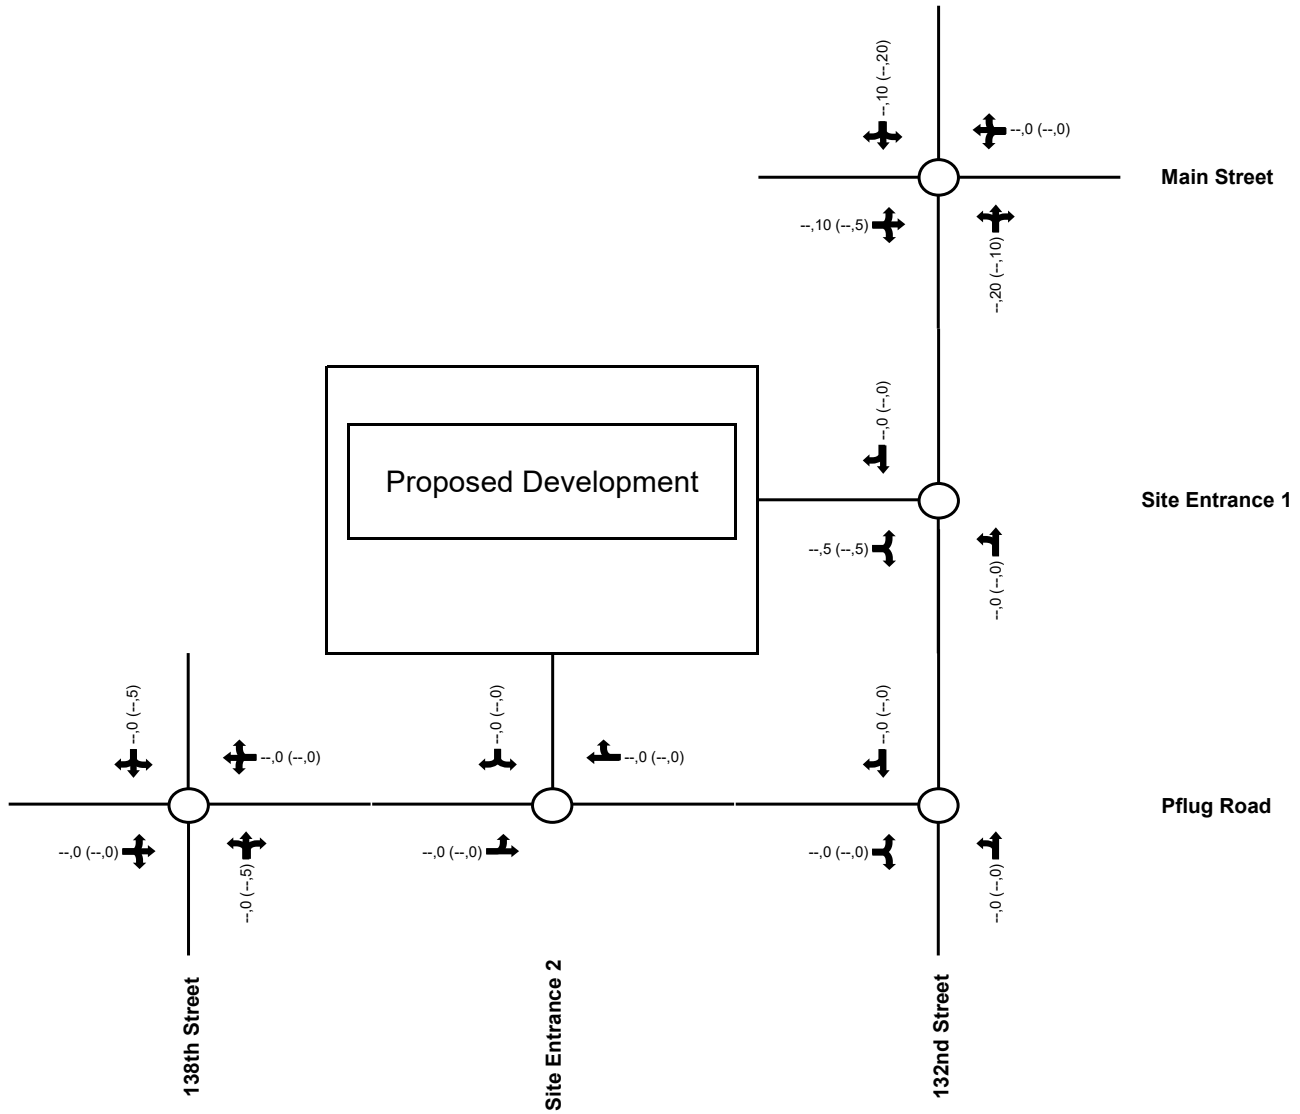 --,10 (--,20)
--,0 (--,0)
Main Street
--,10 (--,5)
--,20 (--,10)
--,0 (--,0)
Proposed Development
Site Entrance 1
--,5 (--,5)
--,0 (--,0)
--,0 (--,5)
--,0 (--,0)
--,0 (--,0)
--,0 (--,0)
--,0 (--,0)
Pflug Road
--,0 (--,0)
--,0 (--,5)
--,0 (--,0)
--,0 (--,0)
--,0 (--,0)
138th Street
Site Entrance 2
132nd Street